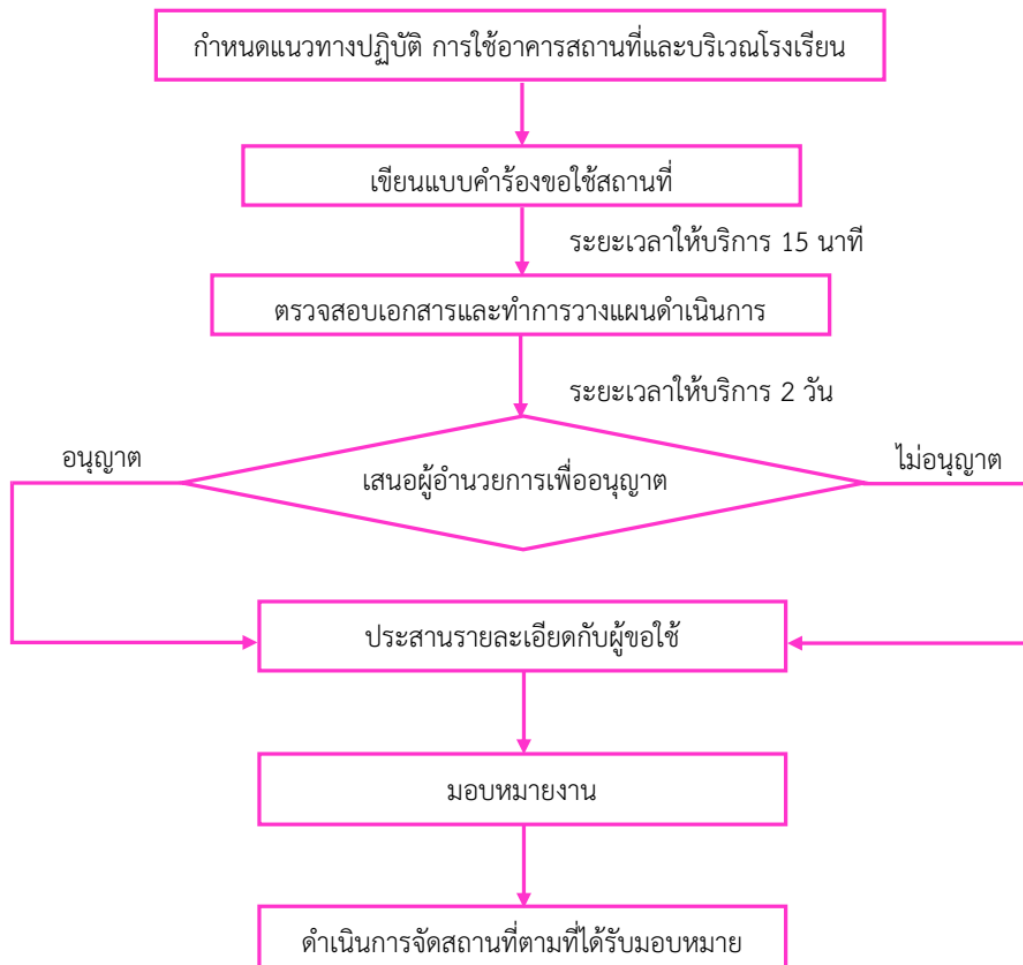 กำหนดแนวทางปฏิบัติ การใช้อาคารสถานที่และบริเวณโรงเรียน
เขียนแบบคำร้องขอใช้สถานที่
ระยะเวลาให้บริการ 15 นาที
ตรวจสอบเอกสารและทำการวางแผนดำเนินการ
ระยะเวลาให้บริการ 2 วัน
อนุญาต
ไม่อนุญาต
เสนอผู้อำนวยการเพื่ออนุญาต
ประสานรายละเอียดกับผู้ขอใช้
มอบหมายงาน
ดำเนินการจัดสถานที่ตามที่ได้รับมอบหมาย